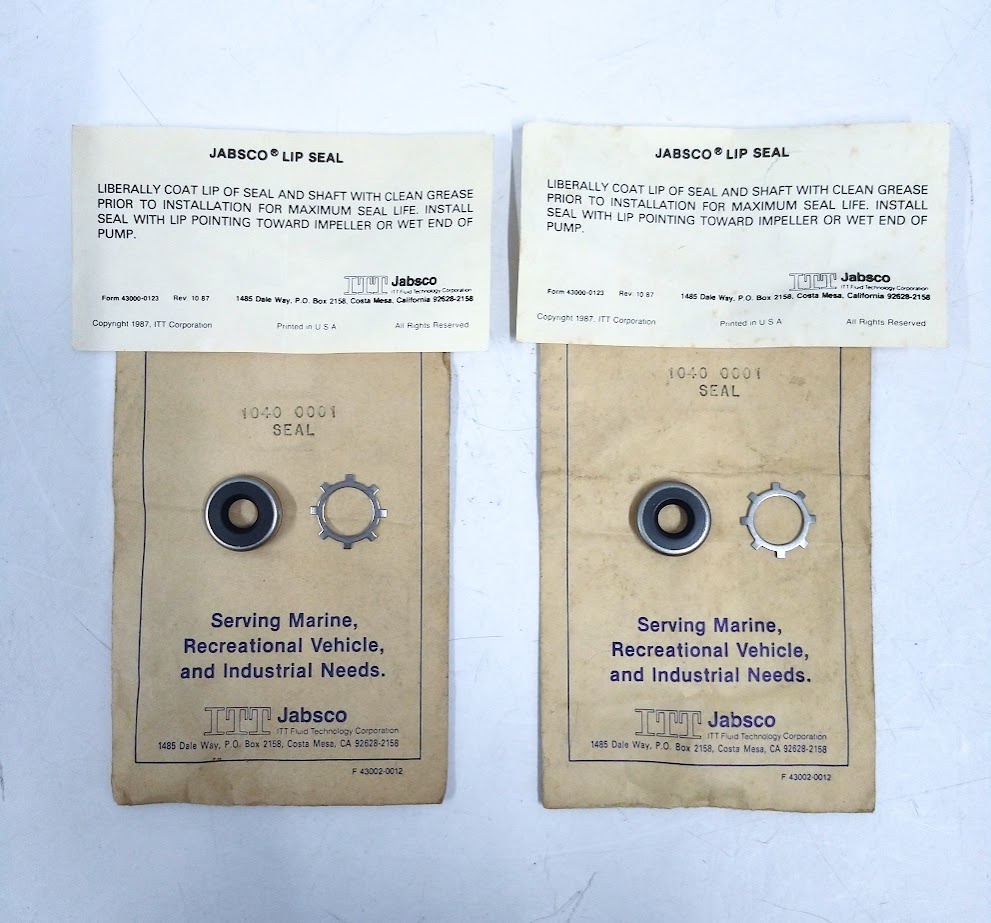 JABSCO® LIP SEAL
LIBERALLY COAT LIP OF SEAL AND SHAFT WITH CLEAN GREASE
PRIOR TO INSTALLATION FOR MAXIMUM SEAL LIFE. INSTALL
SEAL WITH LIP POINTING TOWARD IMPELLER OR WET END OF
PUMP.
ITT Jabsco
ITT Fluid Technology Corporation
Form 43000-0123 Rev. 10 87 1485 Dale Way, P.O. Box 2158, Costa Mesa, California 92628-2158
Copyright 1987, ITT Corporation Printed in U S A All Rights Reserved
1040 0001
SEAL
Serving Marine,
Recreational Vehicle,
and Industrial Needs.
ITT Jabsco
ITT Fluid Technology Corporation
1485 Dale Way, P.O. Box 2158, Costa Mesa, CA 92628-2158
F 43002-0012
JABSCO® LIP SEAL
LIBERALLY COAT LIP OF SEAL AND SHAFT WITH CLEAN GREASE
PRIOR TO INSTALLATION FOR MAXIMUM SEAL LIFE. INSTALL
SEAL WITH LIP POINTING TOWARD IMPELLER OR WET END OF
PUMP.
ITT Jabsco
ITT Fluid Technology Corporation
Form 43000-0123 Rev. 10 87 1485 Dale Way, P.O. Box 2158, Costa Mesa, California 92628-2158
Copyright 1987, ITT Corporation Printed in U S A All Rights Reserved
1040 0001
SEAL
Serving Marine,
Recreational Vehicle,
and Industrial Needs.
ITT Jabsco
ITT Fluid Technology Corporation
1485 Dale Way, P.O. Box 2158, Costa Mesa, CA 92628-2158
F 43002-0012